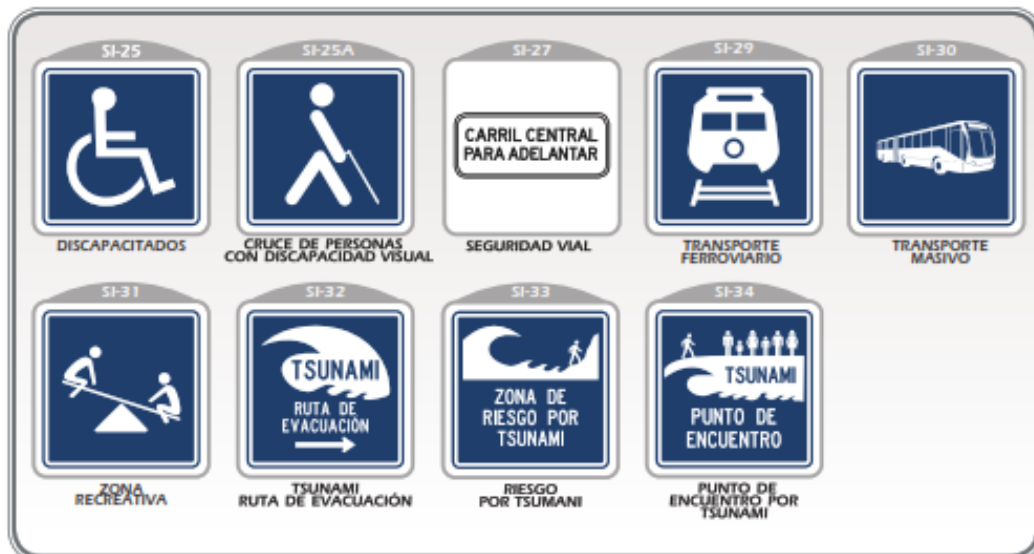 SI-25
SI-25A
SI-27
SI-29
SI-30
CARRIL CENTRAL
PARA ADELANTAR
DISCAPACITADOS
CRUCE DE PERSONAS
CON DISCAPACIDAD VISUAL
SEGURIDAD VIAL
TRANSPORTE
FERROVIARIO
TRANSPORTE
MASIVO
SI-31
SI-32
SI-33
SI-34
TSUNAMI
RUTA DE
EVACUACIÓN
ZONA DE
RIESGO POR
TSUNAMI
TSUNAMI
PUNTO DE
ENCUENTRO
ZONA
RECREATIVA
TSUNAMI
RUTA DE EVACUACIÓN
RIESGO
POR TSUMANI
PUNTO DE
ENCUENTRO POR
TSUNAMI